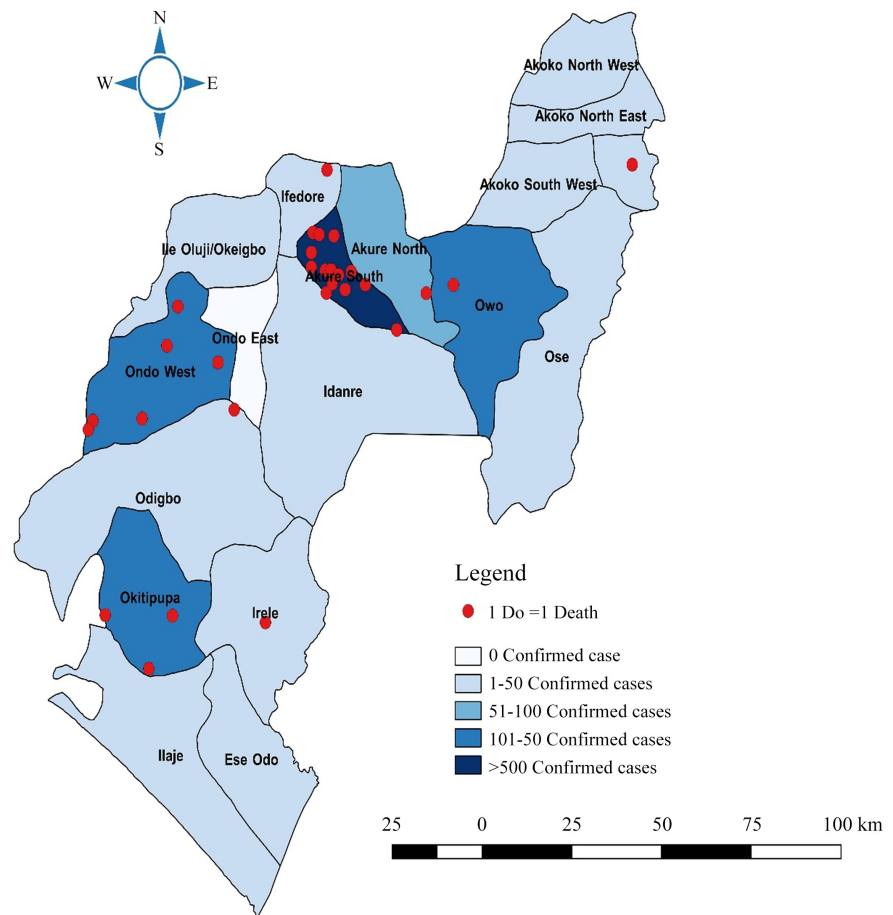 N
W E
S
Akoko North West
Akoko North East
Akoko South West
Ifedore
Ile Oluji/Okeigbo
Akure North
Akure South
Owo
Ondo East
Ondo West
Idanre
Ose
Odigbo
Okitipupa
Irele
Ilaje
Ese Odo
Legend
1 Do =1 Death
0 Confirmed case
1-50 Confirmed cases
51-100 Confirmed cases
101-50 Confirmed cases
>500 Confirmed cases
25 0 25 50 75 100 km